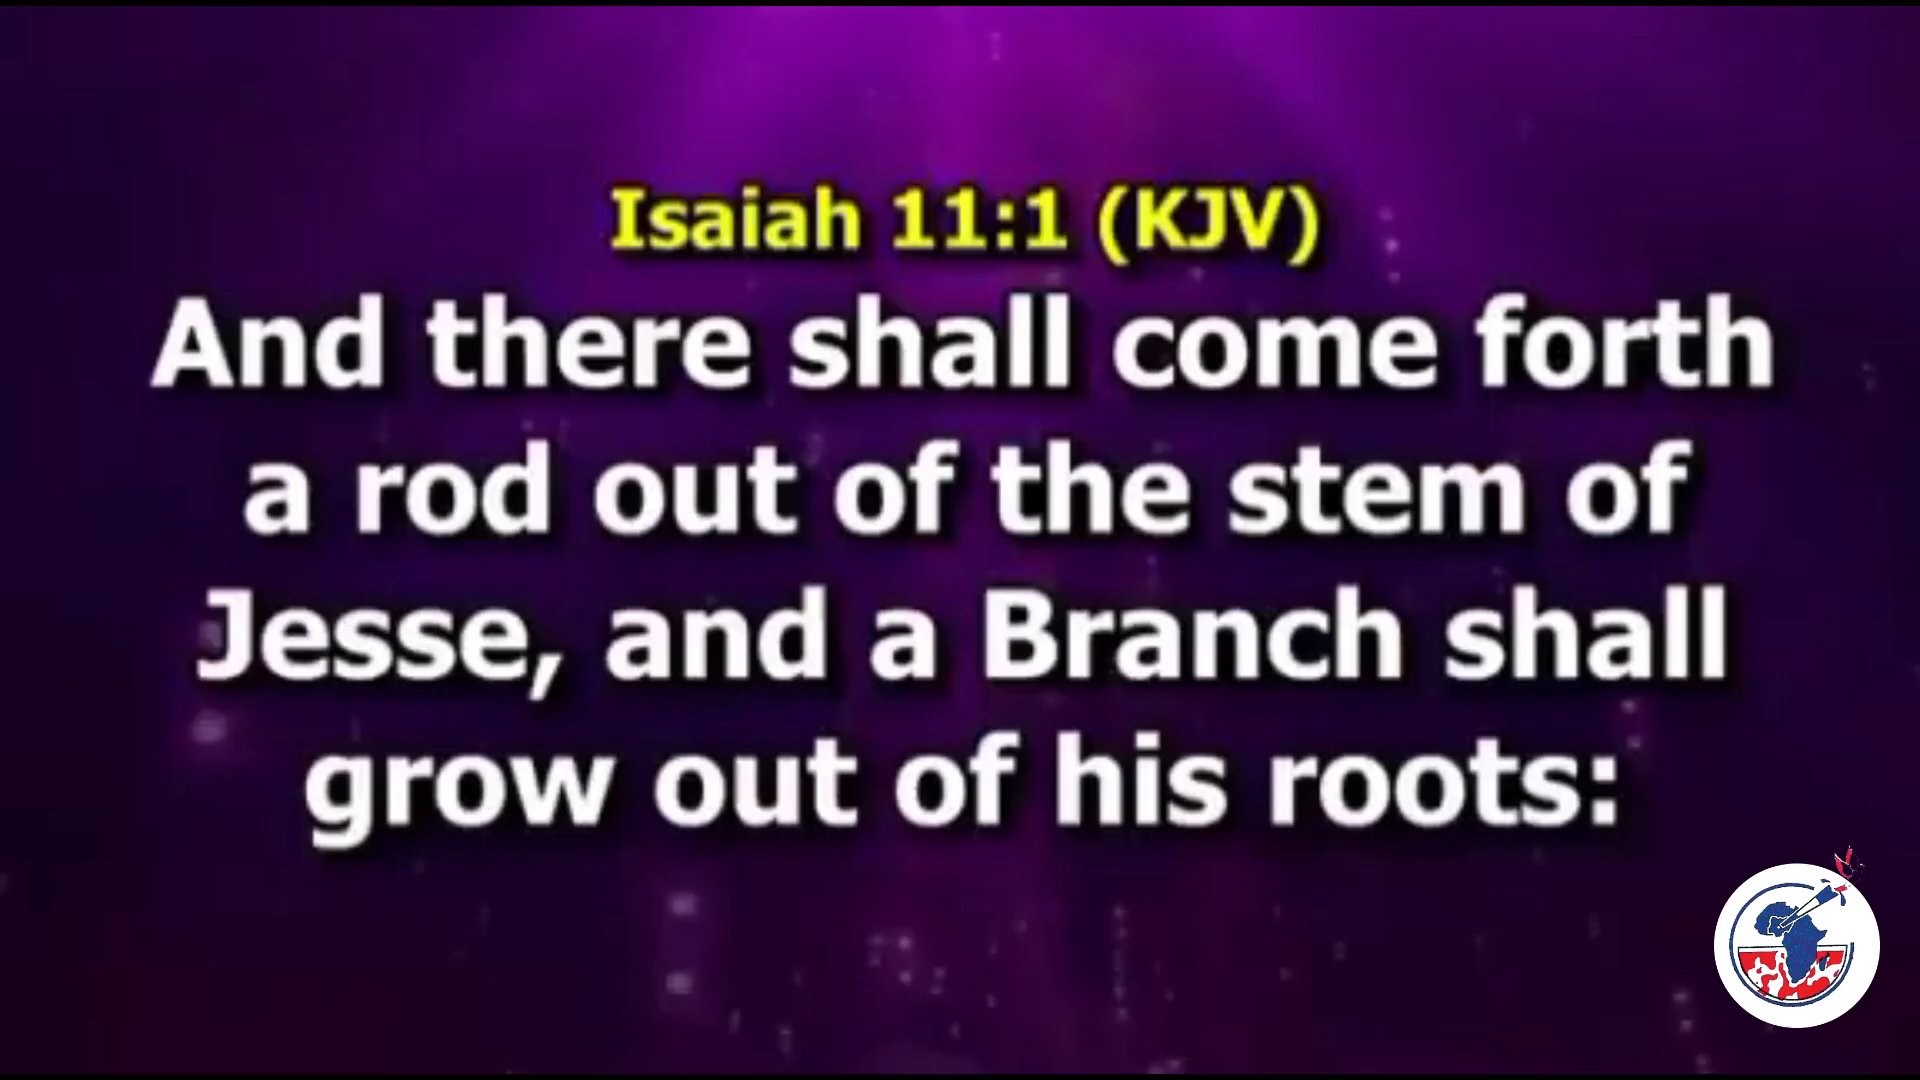 Isaiah 11:1 (KJV)
And there shall come forth
a rod out of the stem of
Jesse, and a Branch shall
grow out of his roots: